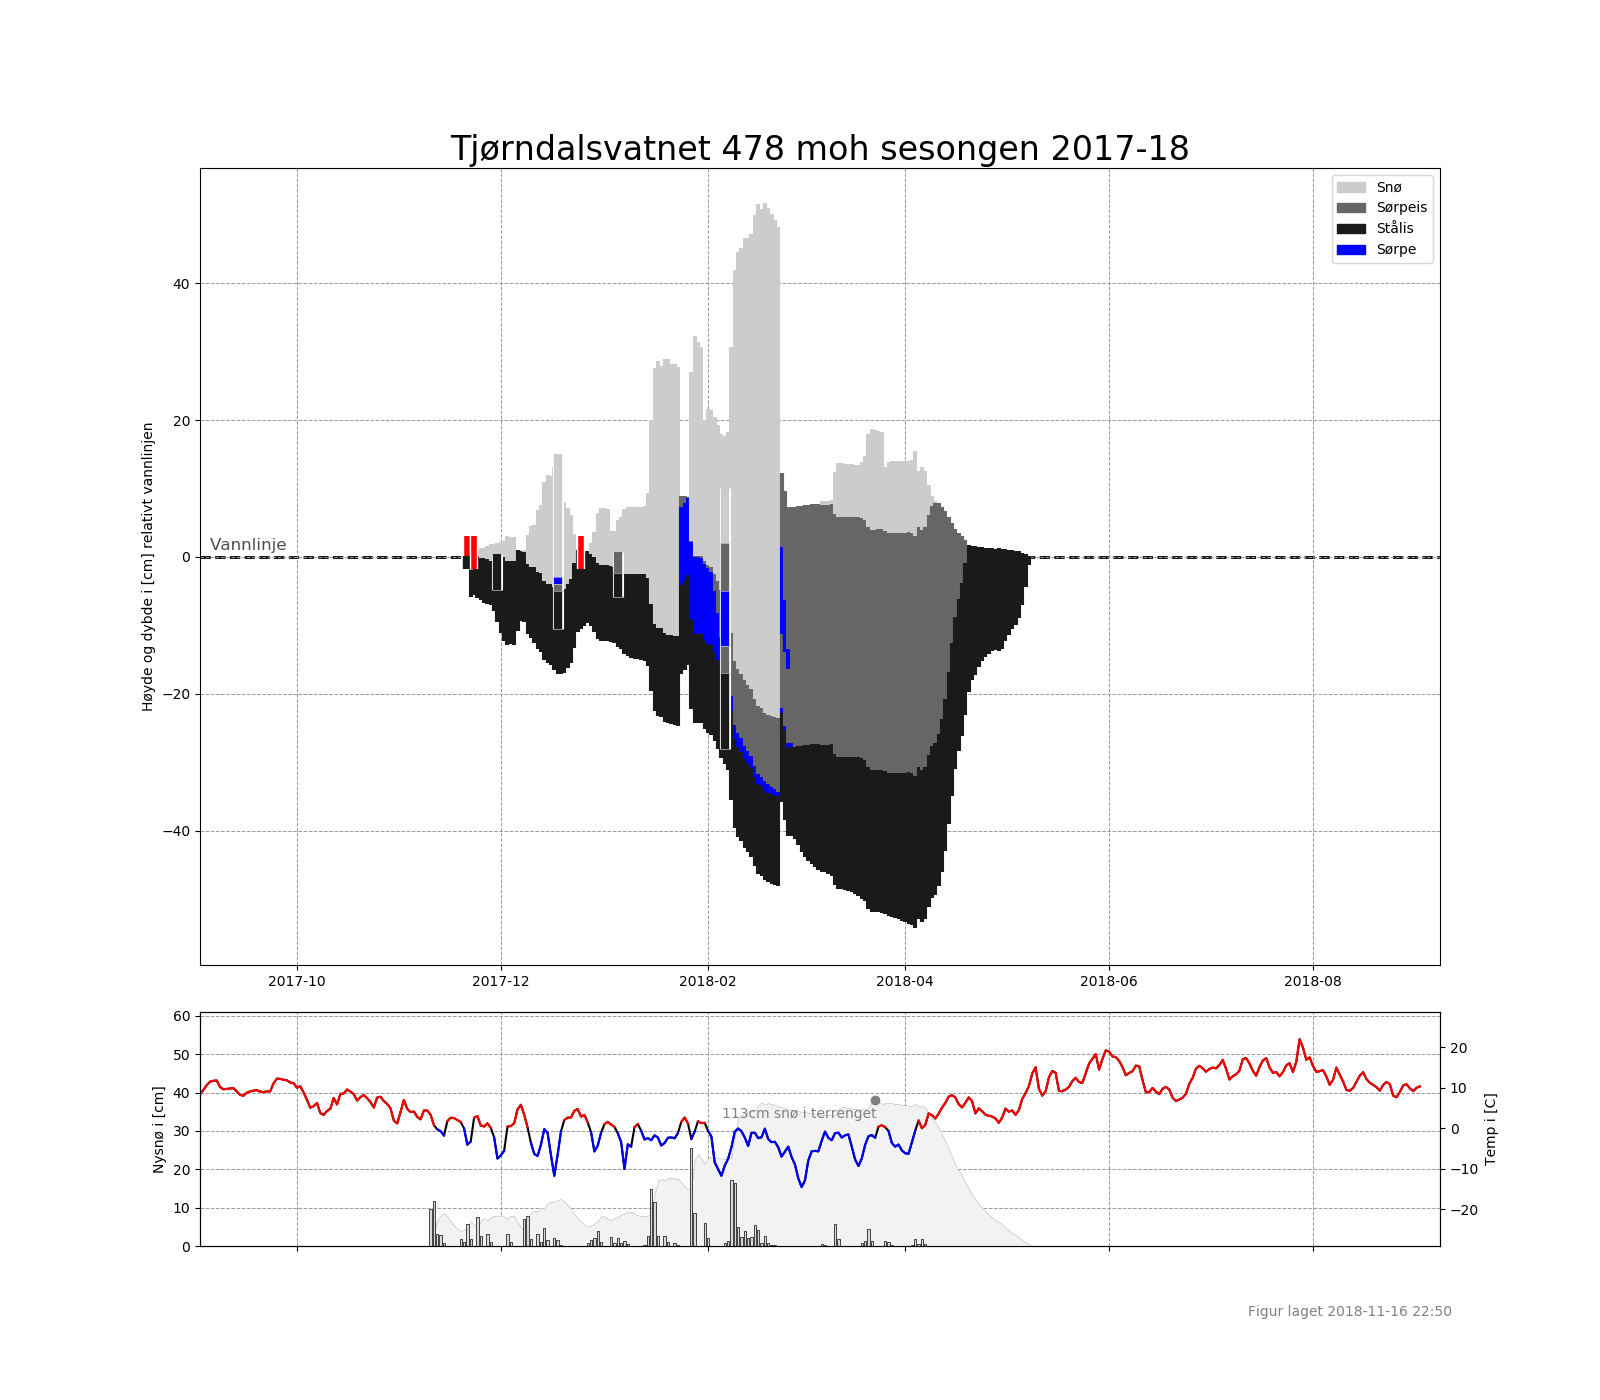 Tjørndalsvatnet 478 moh sesongen 2017-18
Høyde og dybde i [cm] relativt vannlinjen
40
20
0
−20
−40
Vannlinje
Snø
Sørpeis
Stålis
Sørpe
2017-10
2017-12
2018-02
2018-04
2018-06
2018-08
Nysnø i [cm]
60
50
40
30
20
10
0
113cm snø i terrenget
20
10
0
−10
−20
Temp i [C]
Figur laget 2018-11-16 22:50